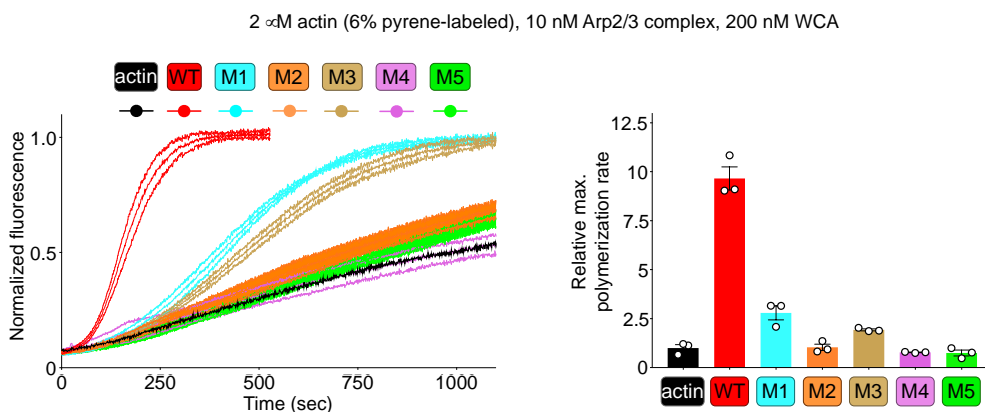 2 ∝M actin (6% pyrene-labeled), 10 nM Arp2/3 complex, 200 nM WCA
actin WT M1 M2 M3 M4 M5
Normalized fluorescence
1.0
0.5
0
0 250 500 750 1000
Time (sec)
Relative max.
polymerization rate
12.5
10
7.5
5
2.5
0
actin WT M1 M2 M3 M4 M5